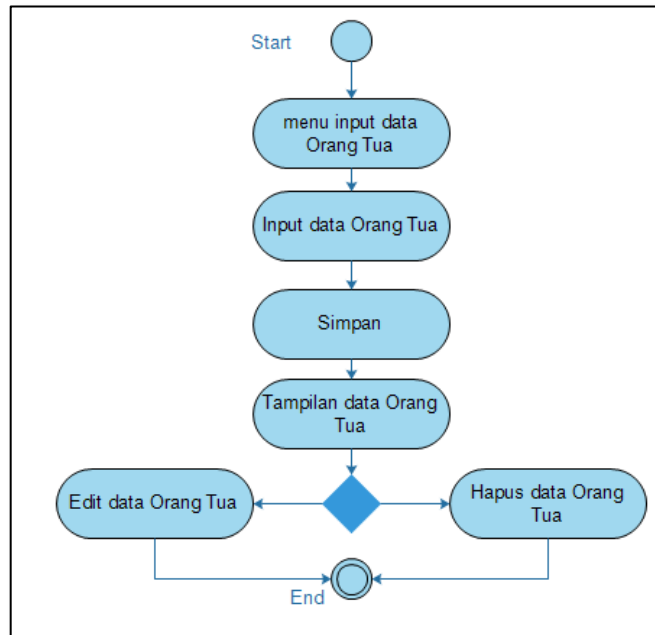 Start
menu input data
Orang Tua
Input data Orang Tua
Simpan
Tampilan data Orang
Tua
Edit data Orang Tua
Hapus data Orang
Tua
End